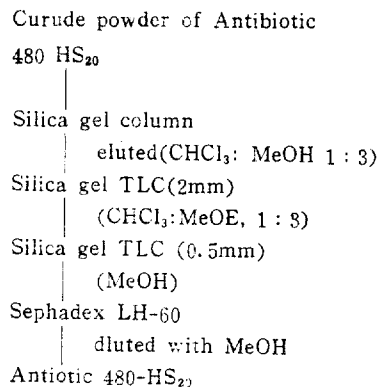 Curude powder of Antibiotic
480 HS₂₀
Silica gel column
eluted(CHCl₃: MeOH 1 : 3)
Silica gel TLC(2mm)
(CHCl₃:MeOE, 1 : 3)
Silica gel TLC (0.5mm)
(MeOH)
Sephadex LH-60
diluted with MeOH
Antiotic 480-HS₂₀